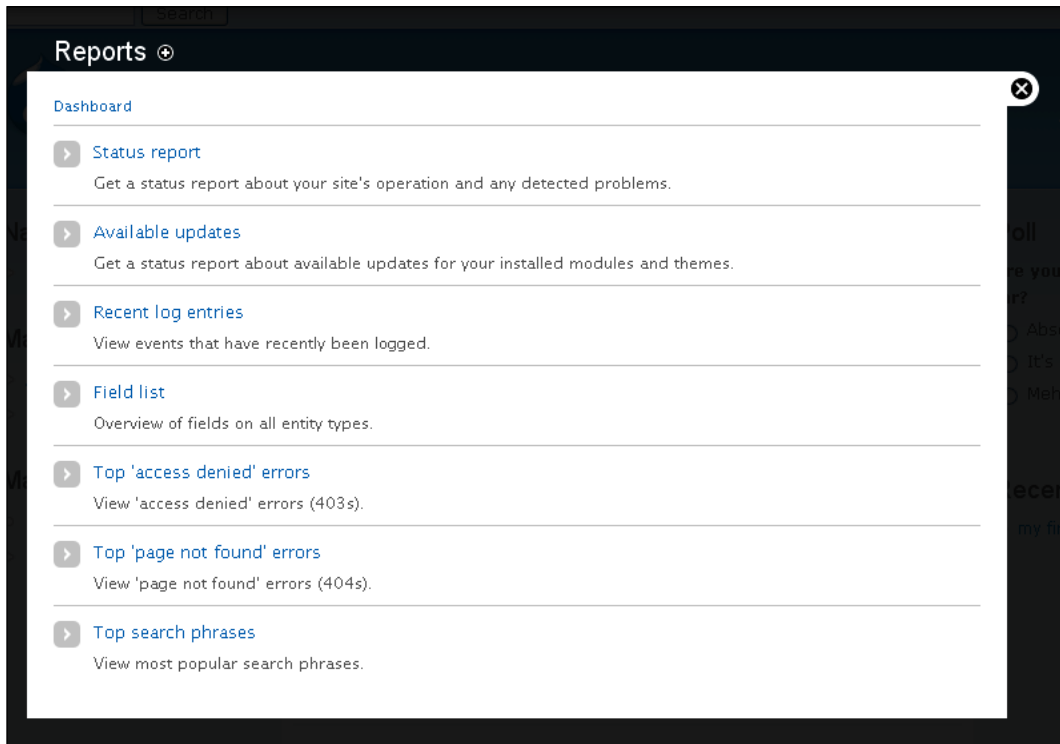 Search
Reports
Dashboard
Status report
Get a status report about your site's operation and any detected problems.
Available updates
Get a status report about available updates for your installed modules and themes.
Recent log entries
View events that have recently been logged.
Field list
Overview of fields on all entity types.
Top 'access denied' errors
View 'access denied' errors (403s).
Top 'page not found' errors
View 'page not found' errors (404s).
Top search phrases
View most popular search phrases.
It's
Meh
my